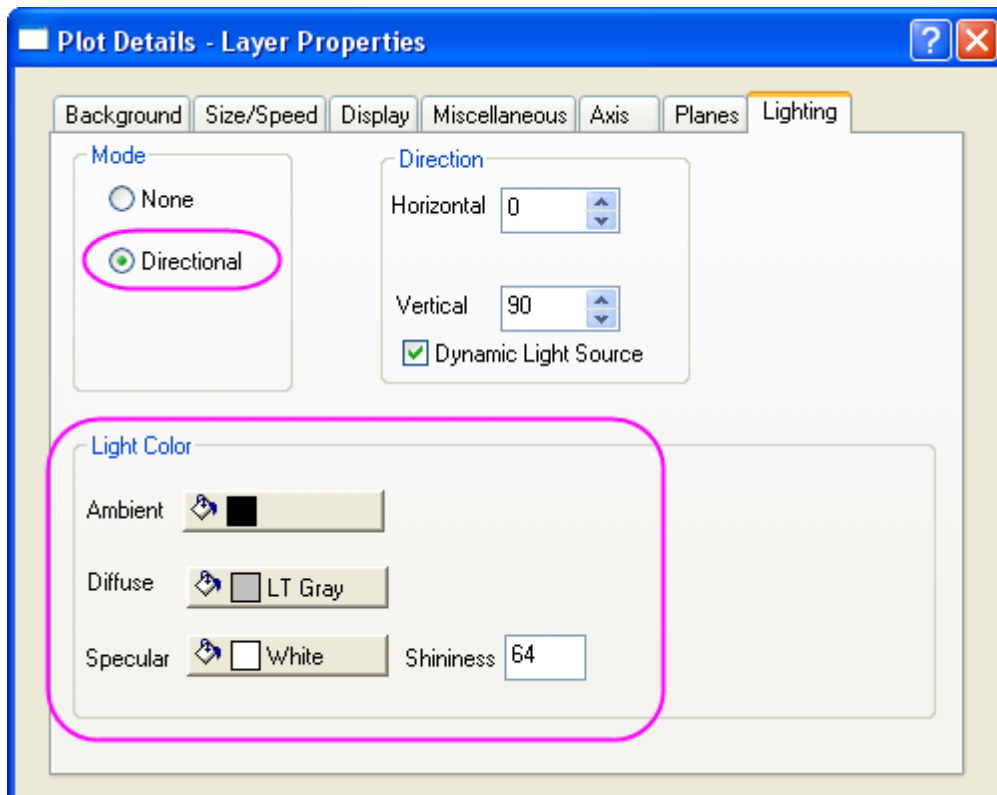 Plot Details - Layer Properties
Background Size/Speed Display Miscellaneous Axis Planes Lighting
Mode
None
Directional
Direction
Horizontal 0
Vertical 90
Dynamic Light Source
Light Color
Ambient
Diffuse LT Gray
Specular White Shininess 64